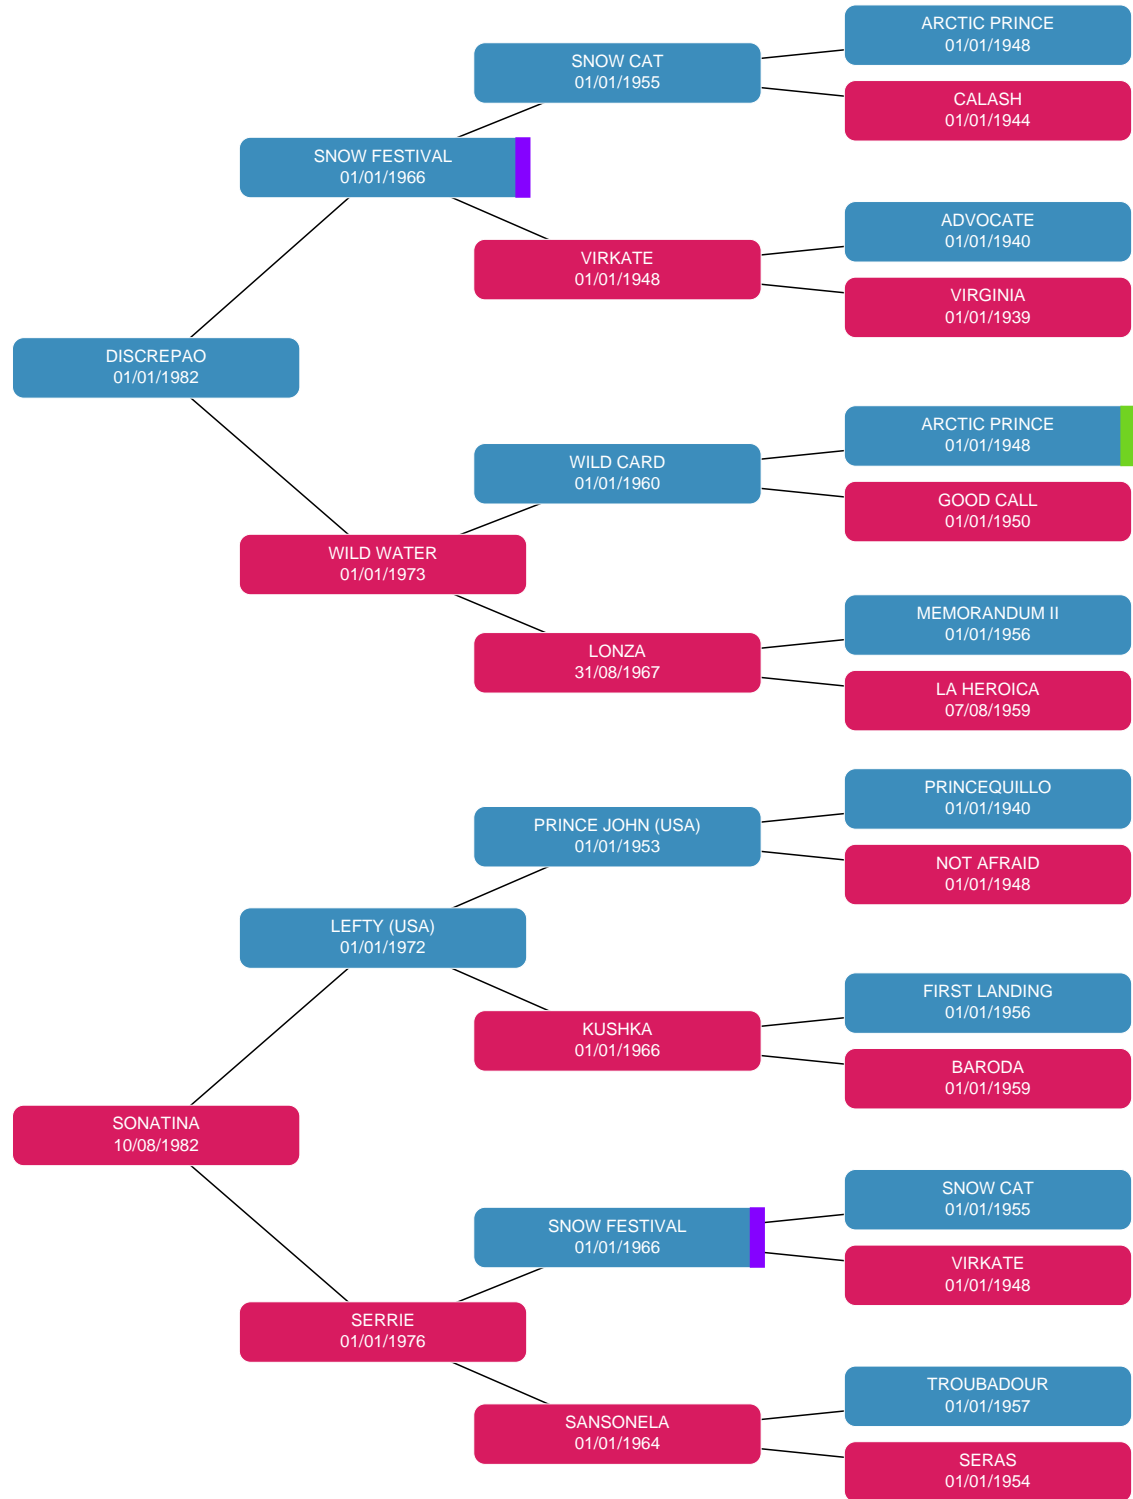 ARCTIC PRINCE
01/01/1948
SNOW CAT
01/01/1955
CALASH
01/01/1944
SNOW FESTIVAL
01/01/1966
ADVOCATE
01/01/1940
VIRKATE
01/01/1948
VIRGINIA
01/01/1939
DISCREPAO
01/01/1982
ARCTIC PRINCE
01/01/1948
WILD CARD
01/01/1960
GOOD CALL
01/01/1950
WILD WATER
01/01/1973
MEMORANDUM II
01/01/1956
LONZA
31/08/1967
LA HEROICA
07/08/1959
PRINCEQUILLO
01/01/1940
PRINCE JOHN (USA)
01/01/1953
NOT AFRAID
01/01/1948
LEFTY (USA)
01/01/1972
FIRST LANDING
01/01/1956
KUSHKA
01/01/1966
BARODA
01/01/1959
SONATINA
10/08/1982
SNOW CAT
01/01/1955
SNOW FESTIVAL
01/01/1966
VIRKATE
01/01/1948
SERRIE
01/01/1976
TROUBADOUR
01/01/1957
SANSONELA
01/01/1964
SERAS
01/01/1954